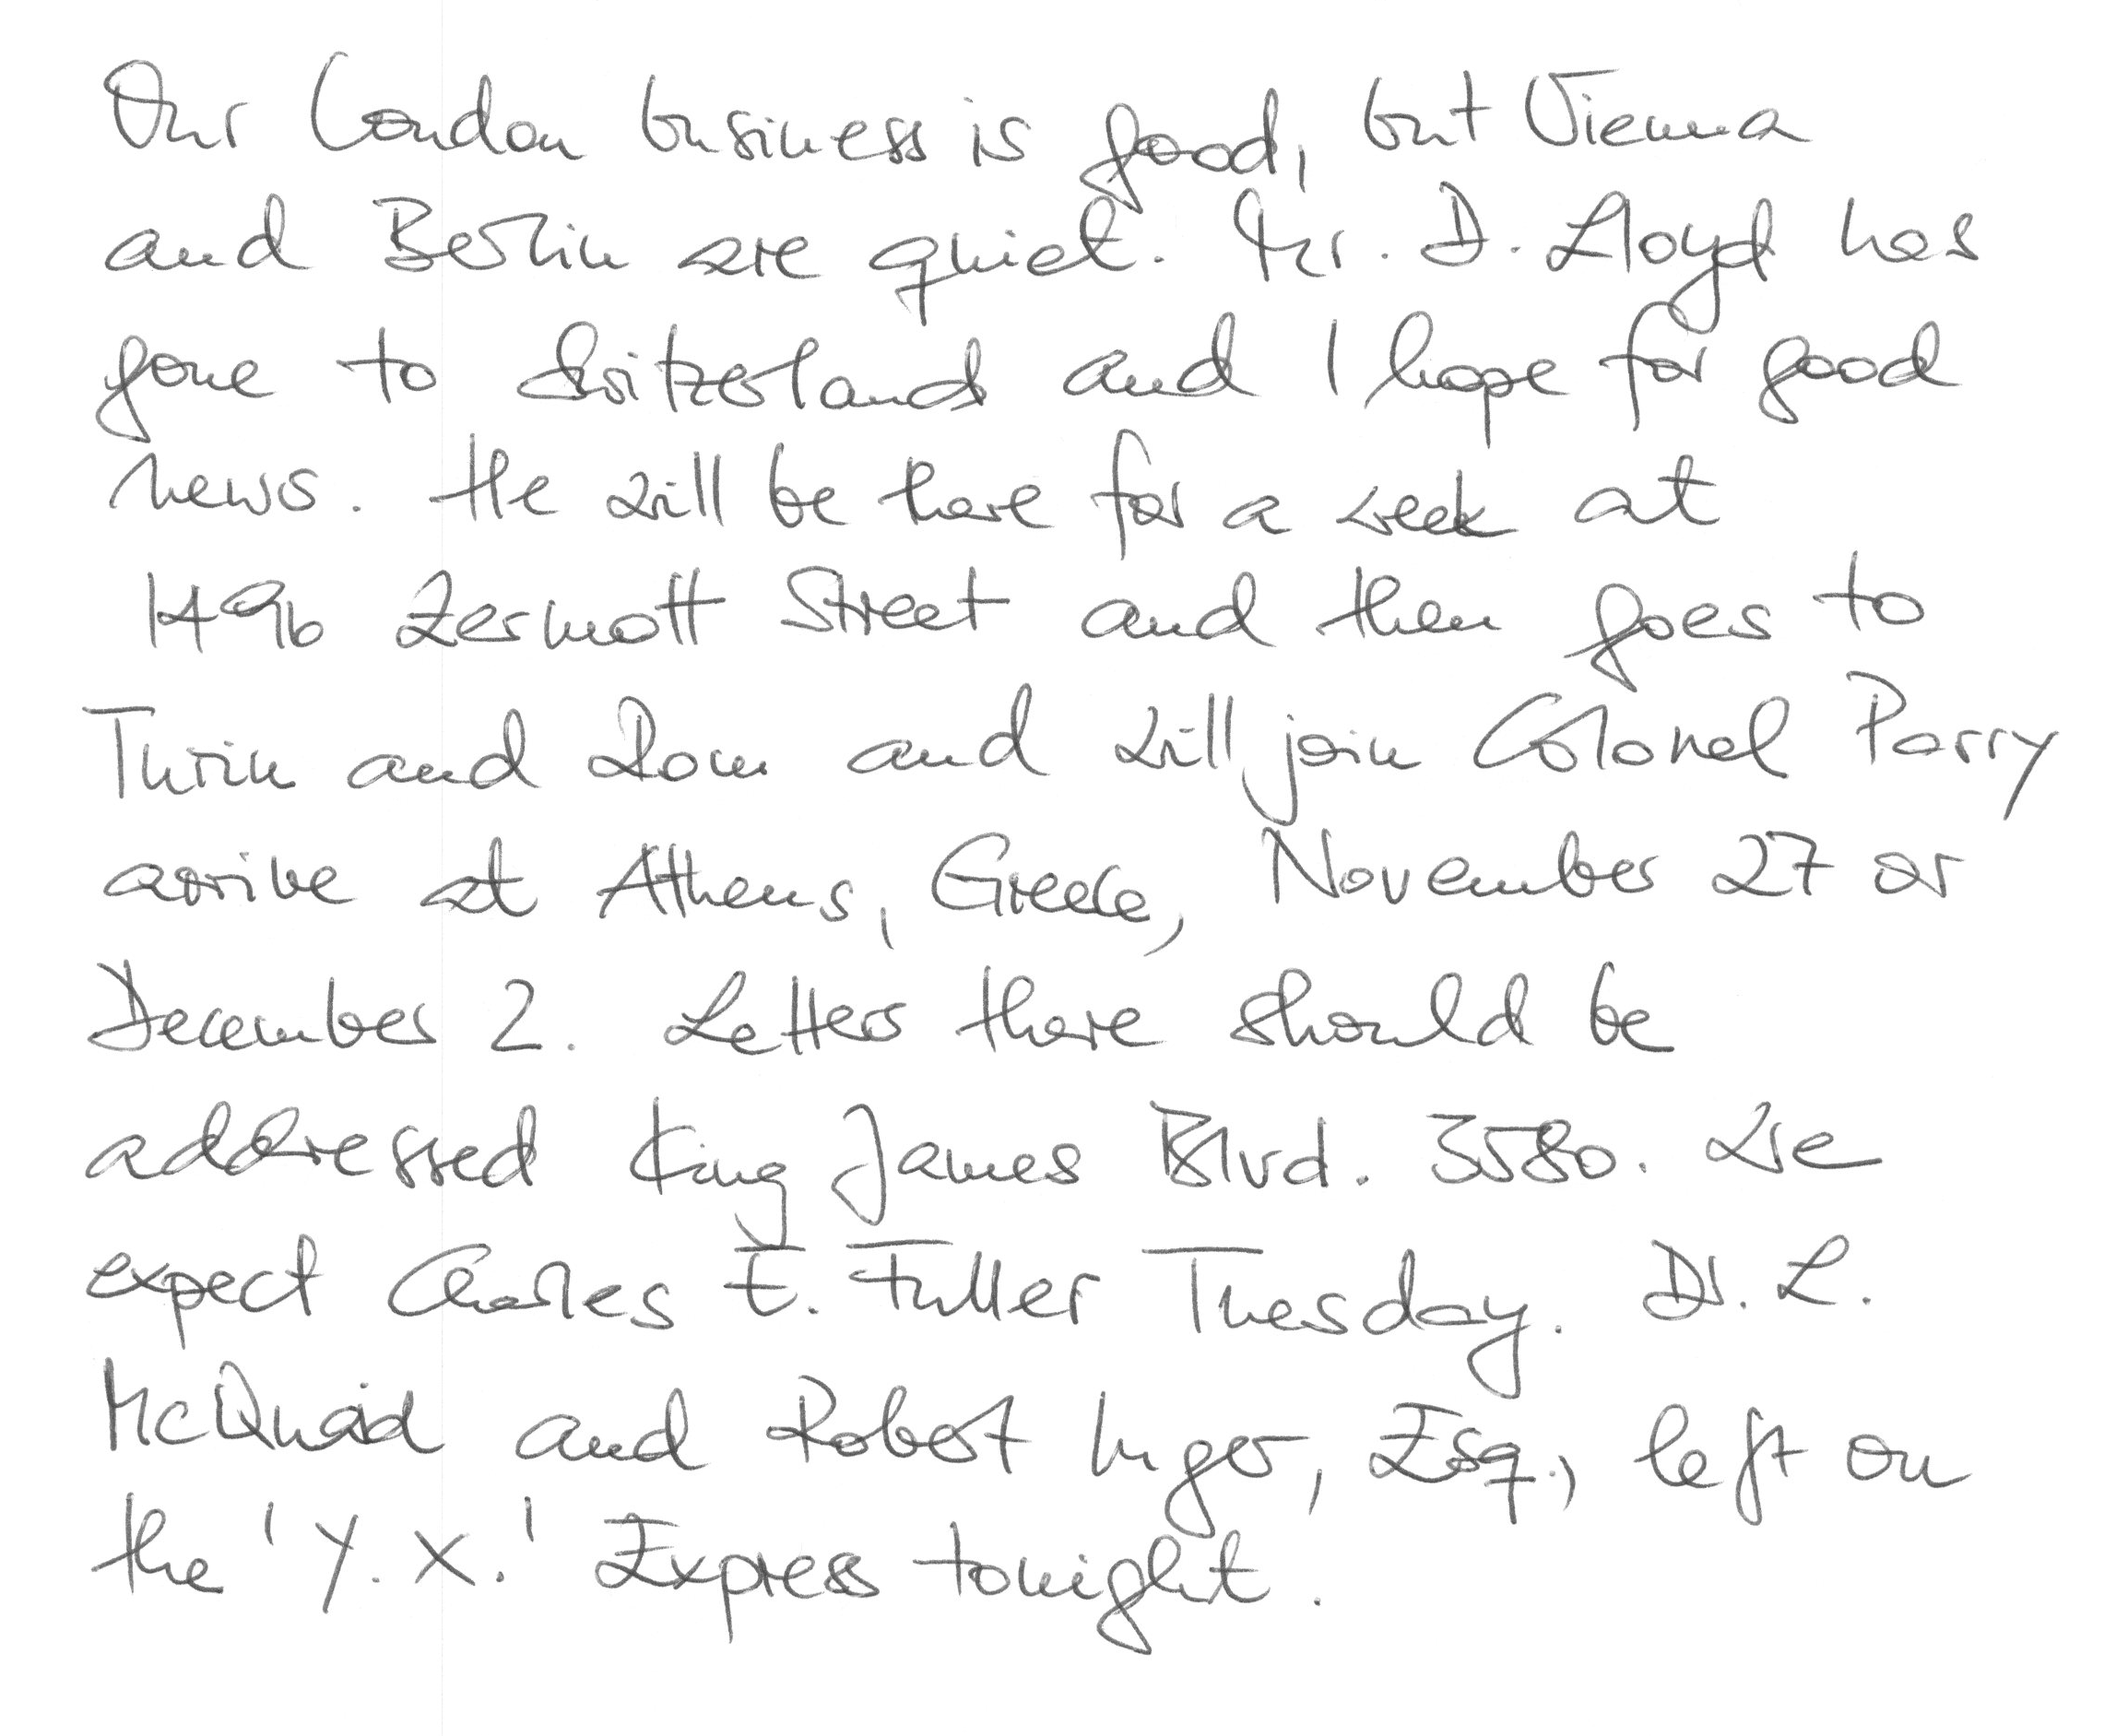 Our London business is good, but Vienna
and Berlin are quiet. Mr. D. Lloyd has
gone to Switzerland and I hope for good
news. He will be there for a week at
1496 Zermott Street and then goes to
Turin and Rom and will join Colonel Parry
arrive at Athens, Greece, November 27 or
December 2. Letters there should be
addressed King James Blvd. 3580. We
expect Charles E. Fuller Tuesday. Dr. L.
McQuaid and Robert Unger, Esq., left on
the 'Y.X.' Express tonight.